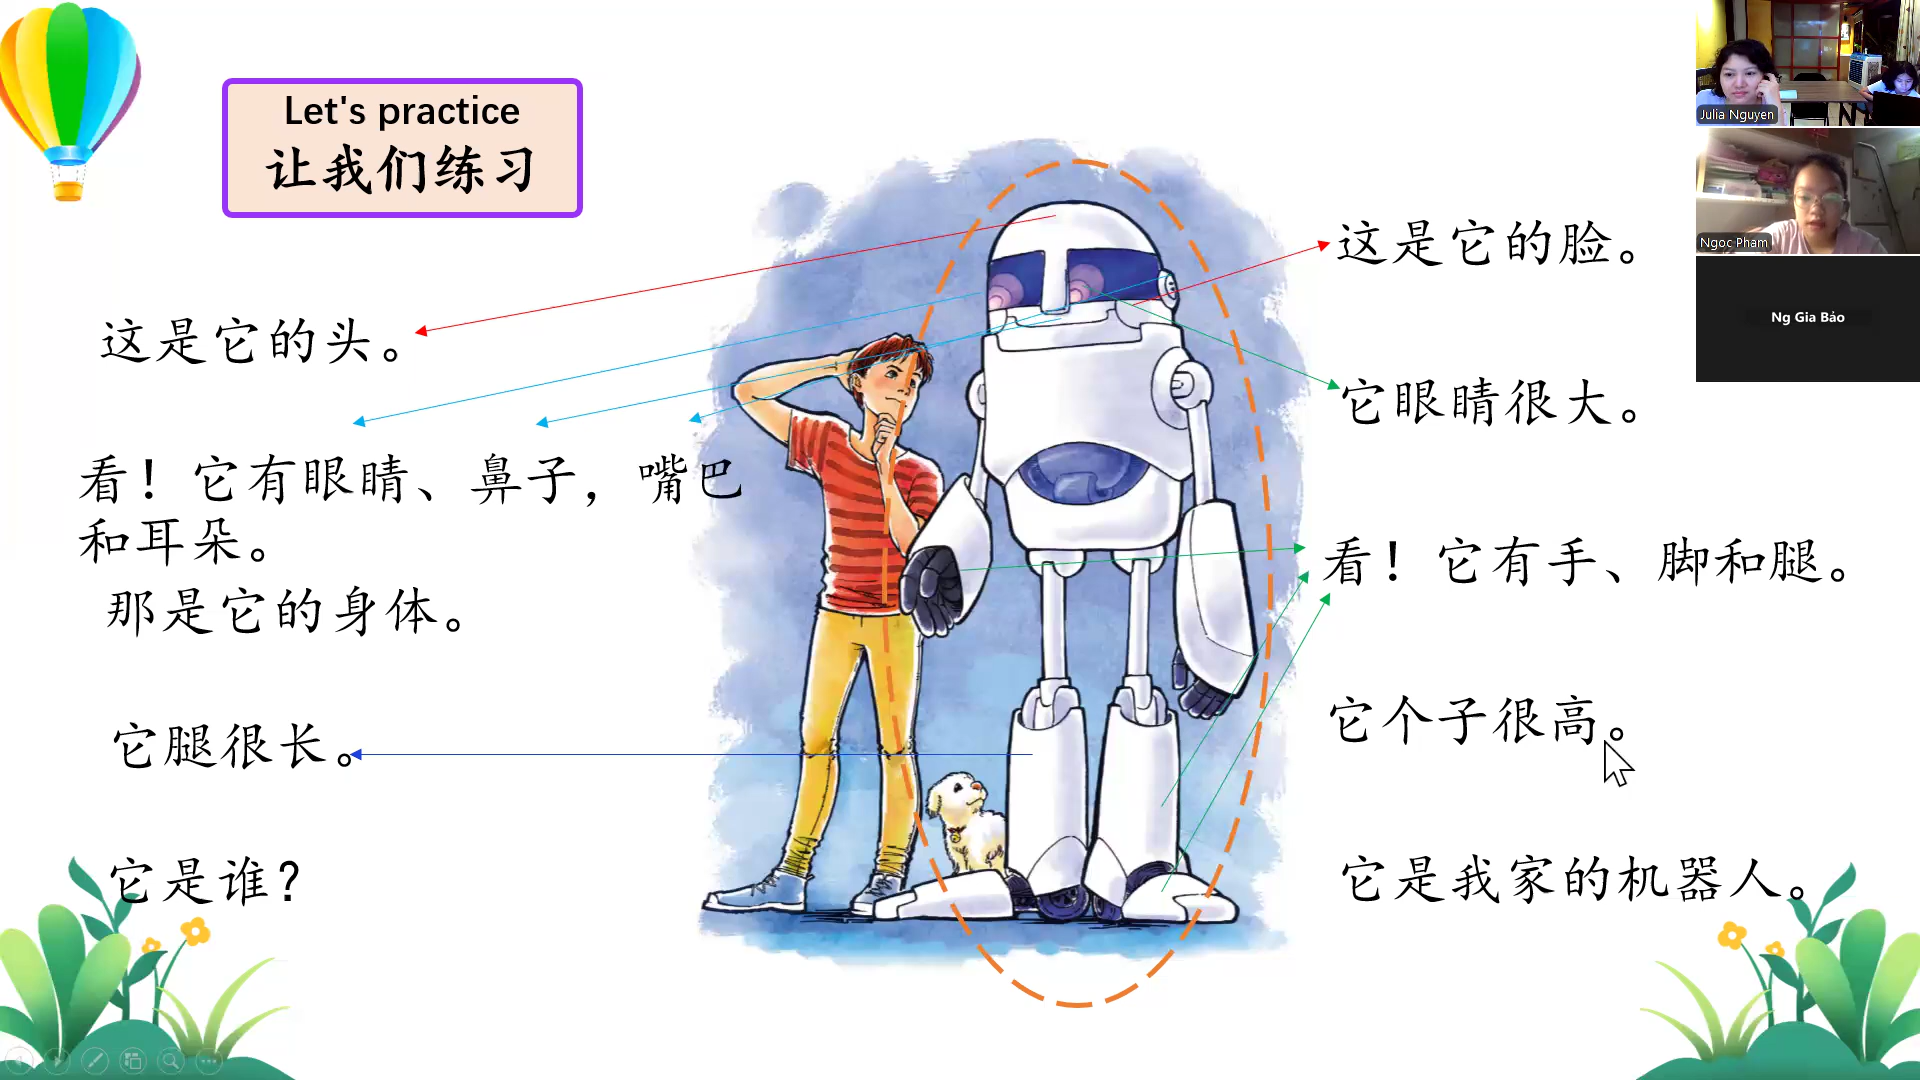 Let's practice
让我们练习
这是它的头。
看！它有眼睛、鼻子，嘴巴
和耳朵。
那是它的身体。
它腿很长。
它是谁？
这是它的脸。
它眼睛很大。
看！它有手、脚和腿。
它个子很高。
它是我家的机器人。
Julia Nguyen
Ngoc Pham
Ng Gia Bảo